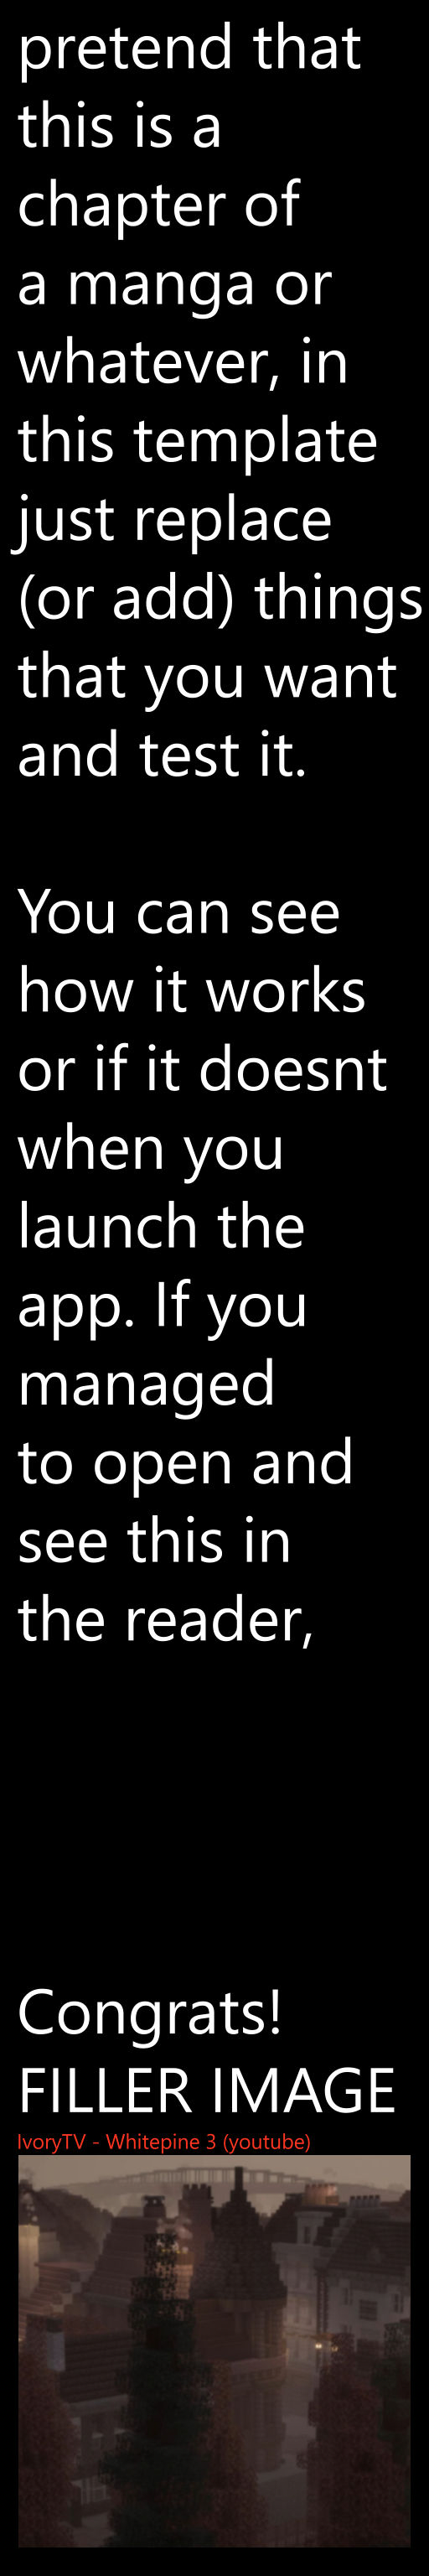 pretend that
this is a
chapter of
a manga or
whatever, in
this template
just replace
(or add) things
that you want
and test it.
You can see
how it works
or if it doesnt
when you
launch the
app. If you
managed
to open and
see this in
the reader,
Congrats!
FILLER IMAGE
IvoryTV - Whitepine 3 (youtube)